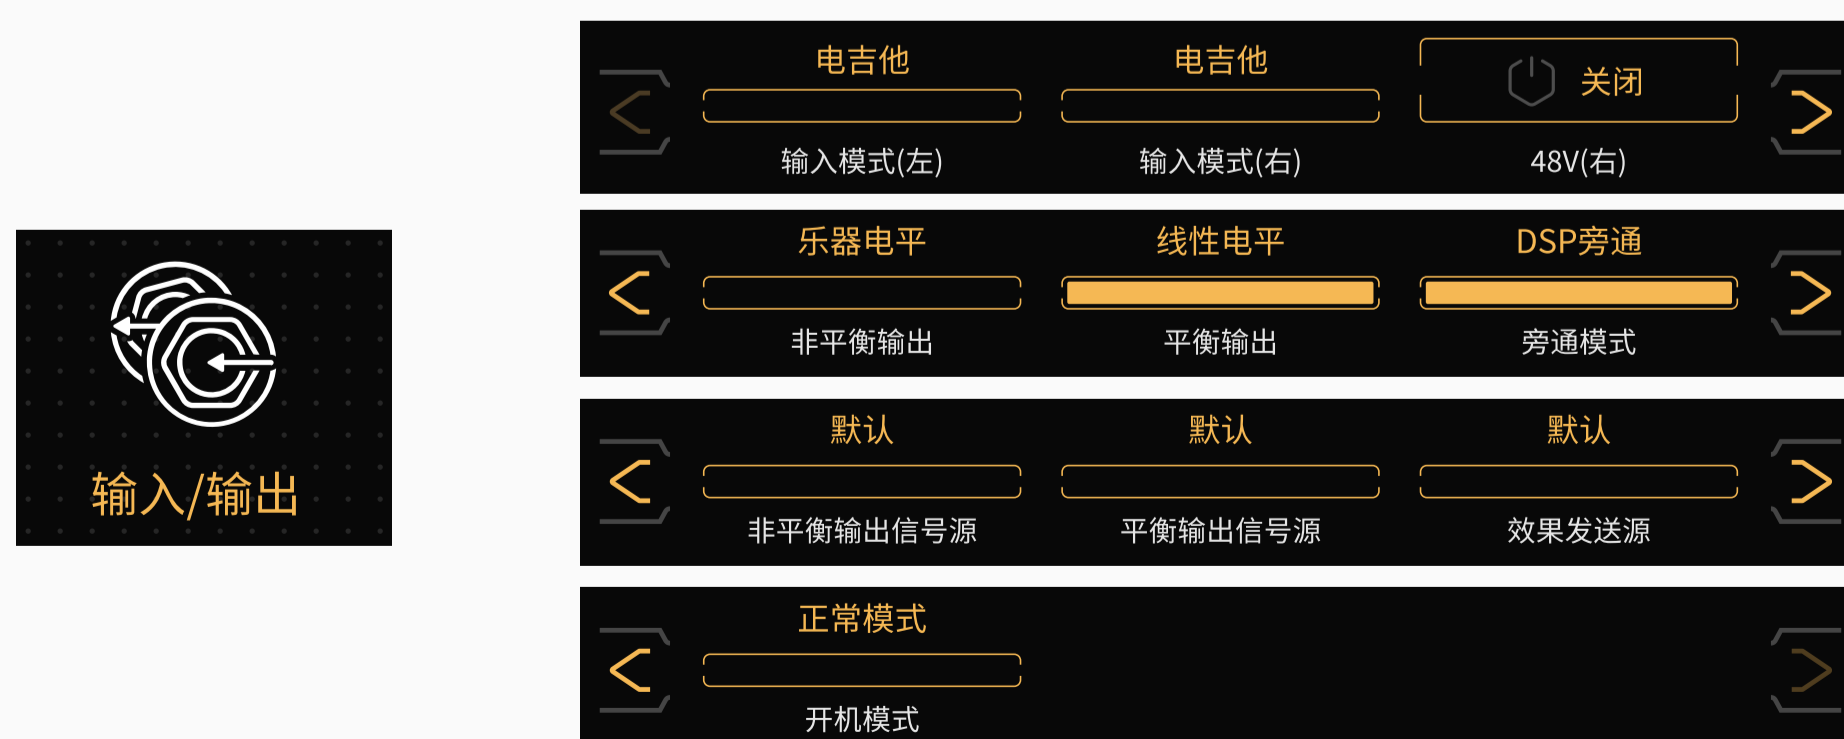 输入/输出
电吉他
电吉他
关闭
输入模式(左)
输入模式(右)
48V(右)
乐器电平
线性电平
DSP旁通
非平衡输出
平衡输出
旁通模式
默认
默认
默认
非平衡输出信号源
平衡输出信号源
效果发送源
正常模式
开机模式